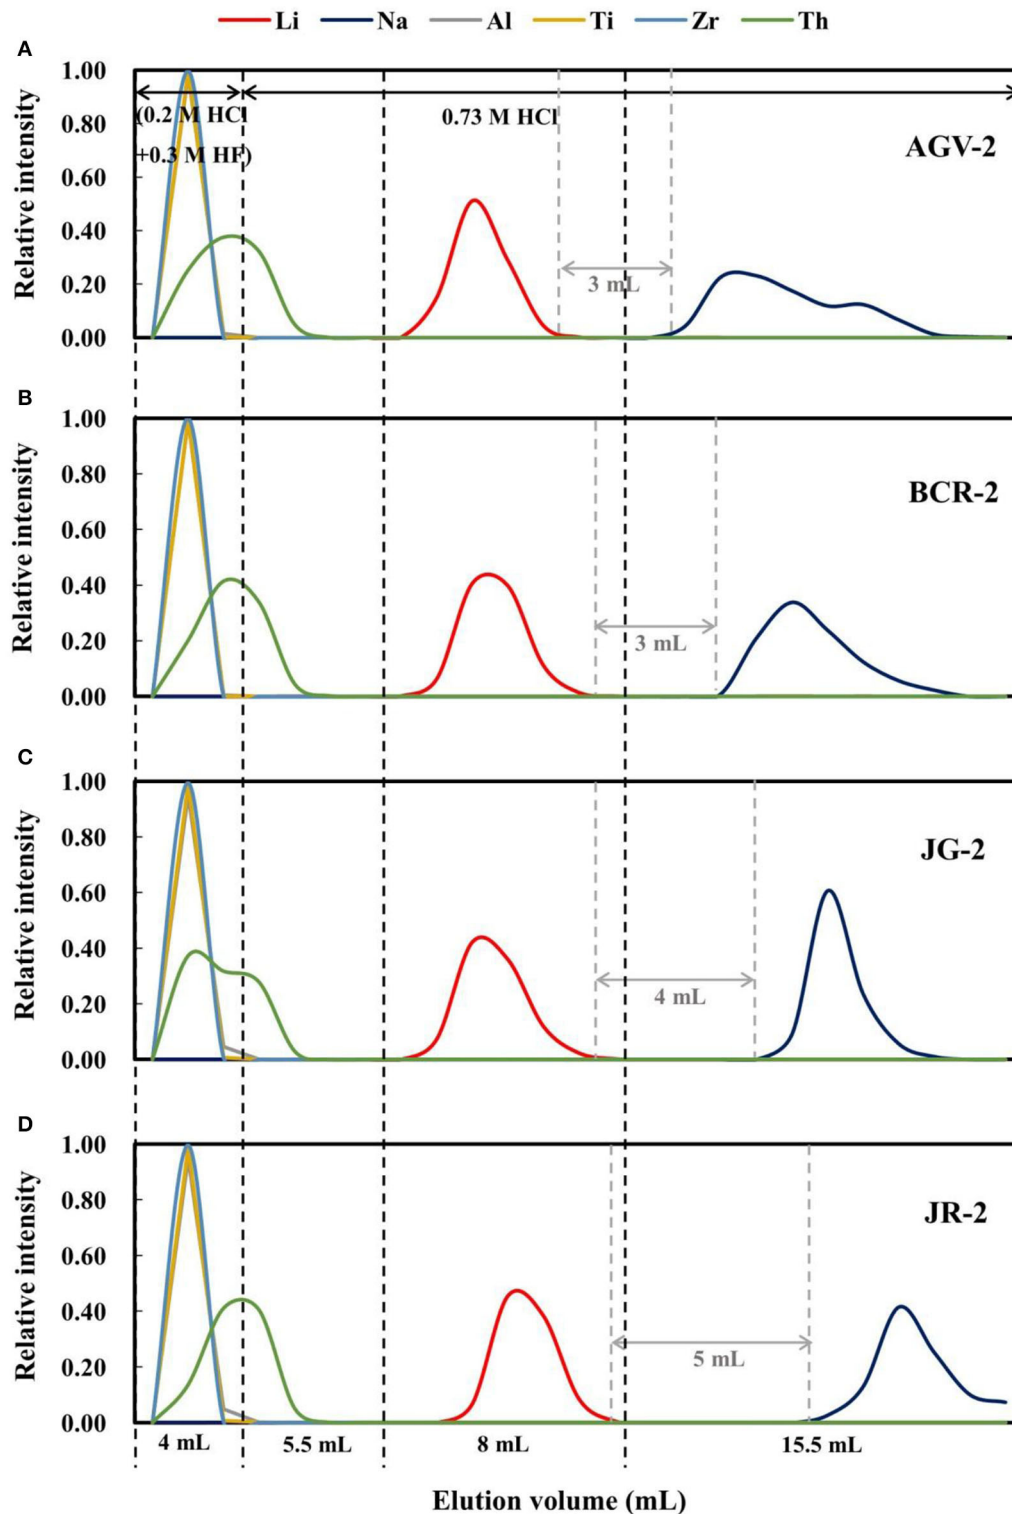 Li Na Al Ti Zr Th
A
1.00
0.80
0.60
0.40
0.20
0.00
Relative intensity
(0.2 M HCl
+0.3 M HF)
0.73 M HCl
AGV-2
3 mL
B
1.00
0.80
0.60
0.40
0.20
0.00
Relative intensity
BCR-2
3 mL
C
1.00
0.80
0.60
0.40
0.20
0.00
Relative intensity
JG-2
4 mL
D
1.00
0.80
0.60
0.40
0.20
0.00
Relative intensity
JR-2
5 mL
4 mL 5.5 mL 8 mL 15.5 mL
Elution volume (mL)